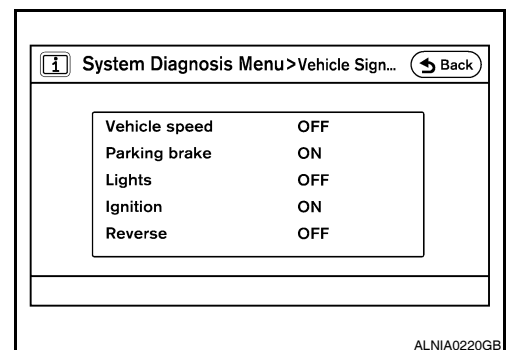 i System Diagnosis Menu>Vehicle Sign... Back
Vehicle speed OFF
Parking brake ON
Lights OFF
Ignition ON
Reverse OFF
ALNIA0220GB